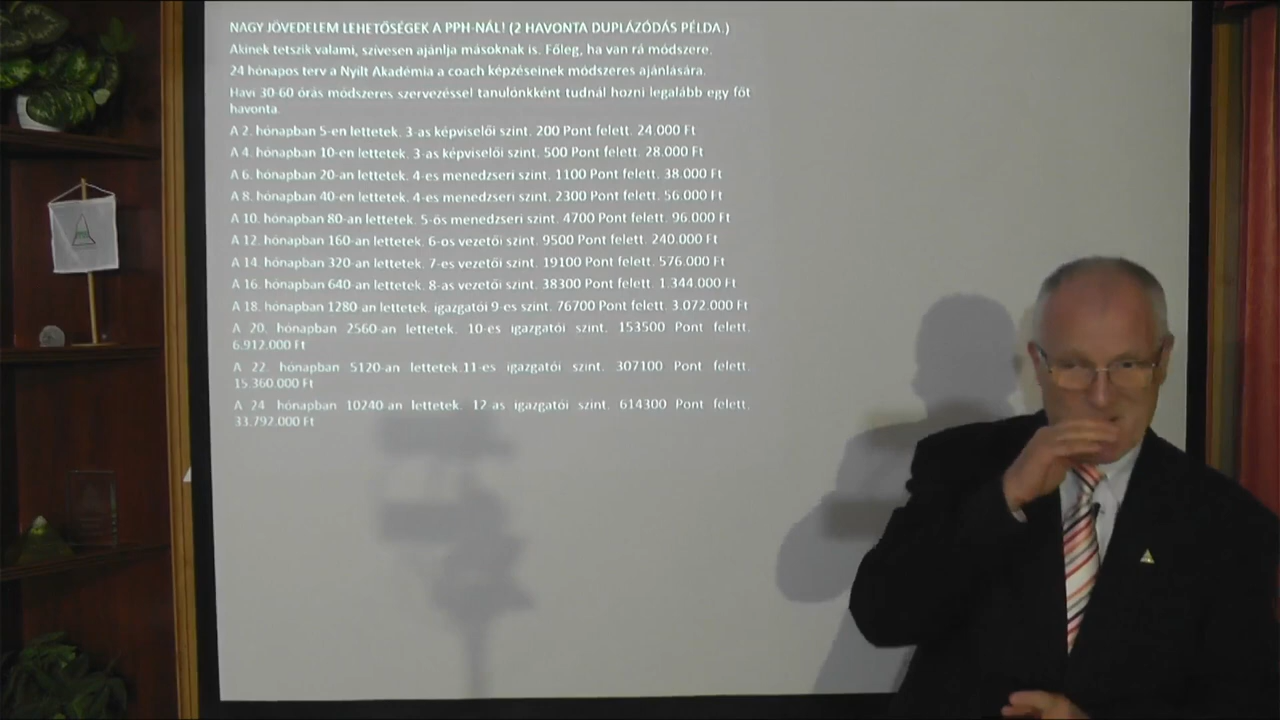 NAGY JÖVEDELEM LEHETŐSÉGEK A PPH-NÁL! (2 HAVONTA DUPLÁZÓDÁS PÉLDA.)
Akinek tetszik valami, szívesen ajánlja másoknak is. Főleg, ha van rá módszere.
24 hónapos terv a Nyílt Akadémia a coach képzéseinek módszeres ajánlására.
Havi 30-60 órás módszeres szervezéssel tanulónkként tudnál hozni legalább egy főt
havonta.
A 2. hónapban 5-en lettetek. 3-as képviselői szint. 200 Pont felett. 24.000 Ft
A 4. hónapban 10-en lettetek. 3-as képviselői szint. 500 Pont felett. 28.000 Ft
A 6. hónapban 20-an lettetek. 4-es menedzseri szint. 1100 Pont felett. 38.000 Ft
A 8. hónapban 40-en lettetek. 4-es menedzseri szint. 2300 Pont felett. 56.000 Ft
A 10. hónapban 80-an lettetek. 5-ös menedzseri szint. 4700 Pont felett. 96.000 Ft
A 12. hónapban 160-an lettetek. 6-os vezetői szint. 9500 Pont felett. 240.000 Ft
A 14. hónapban 320-an lettetek. 7-es vezetői szint. 19100 Pont felett. 576.000 Ft
A 16. hónapban 640-an lettetek. 8-as vezetői szint. 38300 Pont felett. 1.344.000 Ft
A 18. hónapban 1280-an lettetek. igazgatói 9-es szint. 76700 Pont felett. 3.072.000 Ft
A 20. hónapban 2560-an lettetek. 10-es igazgatói szint. 153500 Pont felett.
6.912.000 Ft
A 22. hónapban 5120-an lettetek.11-es igazgatói szint. 307100 Pont felett.
15.360.000 Ft
A 24 hónapban 10240-an lettetek. 12-as igazgatói szint. 614300 Pont felett.
33.792.000 Ft